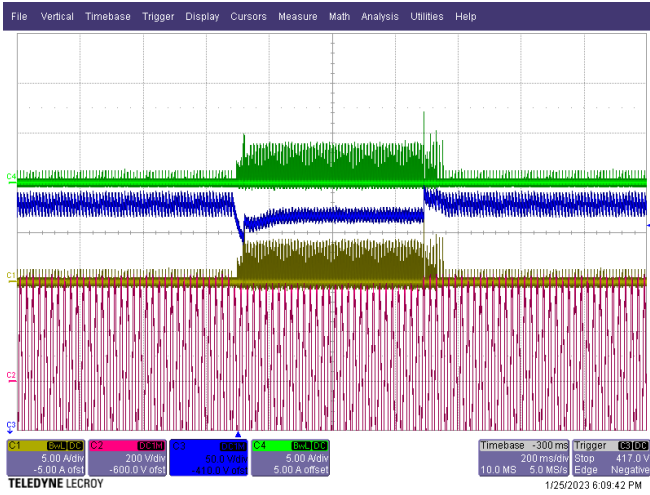 File Vertical Timebase Trigger Display Cursors Measure Math Analysis Utilities Help
C4
C1
C2
C3
C1 BwL DC C2 DC1M C3 C4 BwL DC Timebase -300 ms Trigger C3 DC
5.00 A/div 200 V/div 50.0 V/div 5.00 A/div 200 ms/div Stop 417.0 V
-5.00 A ofst -600.0 V ofst 5.00 A offset 10.0 MS 5.0 MS/s Edge Negative
TELEDYNE LECROY 1/25/2023 6:09:42 PM